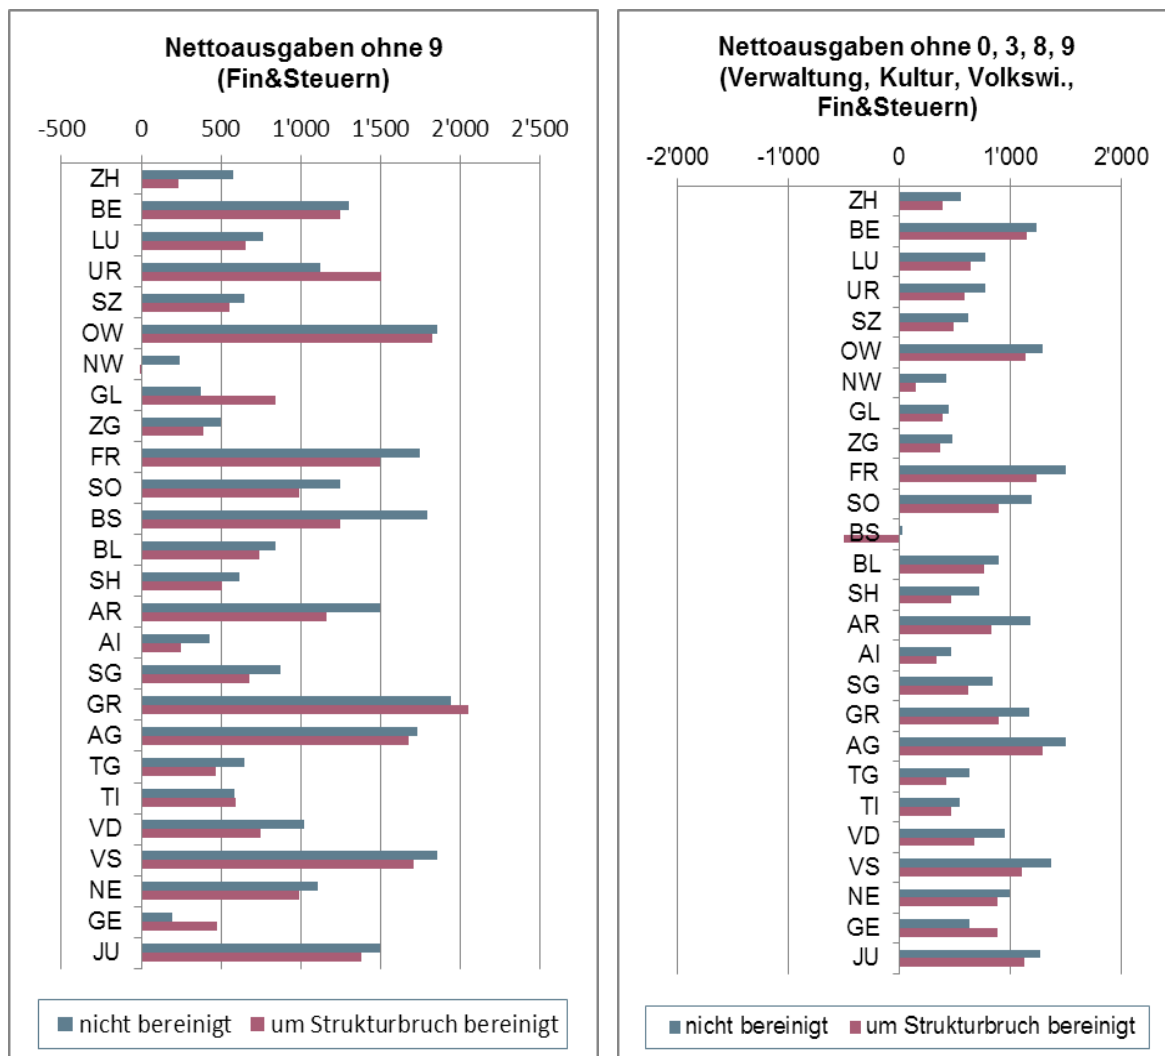 Nettoausgaben ohne 9
(Fin&Steuern)
-500 0 500 1'000 1'500 2'000 2'500
ZH
BE
LU
UR
SZ
OW
NW
GL
ZG
FR
SO
BS
BL
SH
AR
AI
SG
GR
AG
TG
TI
VD
VS
NE
GE
JU
nicht bereinigt um Strukturbruch bereinigt
Nettoausgaben ohne 0, 3, 8, 9
(Verwaltung, Kultur, Volkswi.,
Fin&Steuern)
-2'000 -1'000 0 1'000 2'000
ZH
BE
LU
UR
SZ
OW
NW
GL
ZG
FR
SO
BS
BL
SH
AR
AI
SG
GR
AG
TG
TI
VD
VS
NE
GE
JU
nicht bereinigt um Strukturbruch bereinigt